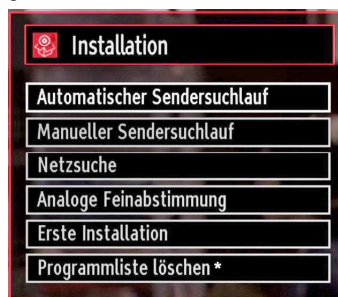 Installation
Automatischer Sendersuchlauf
Manueller Sendersuchlauf
Netzsuche
Analoge Feinabstimmung
Erste Installation
Programmliste löschen *